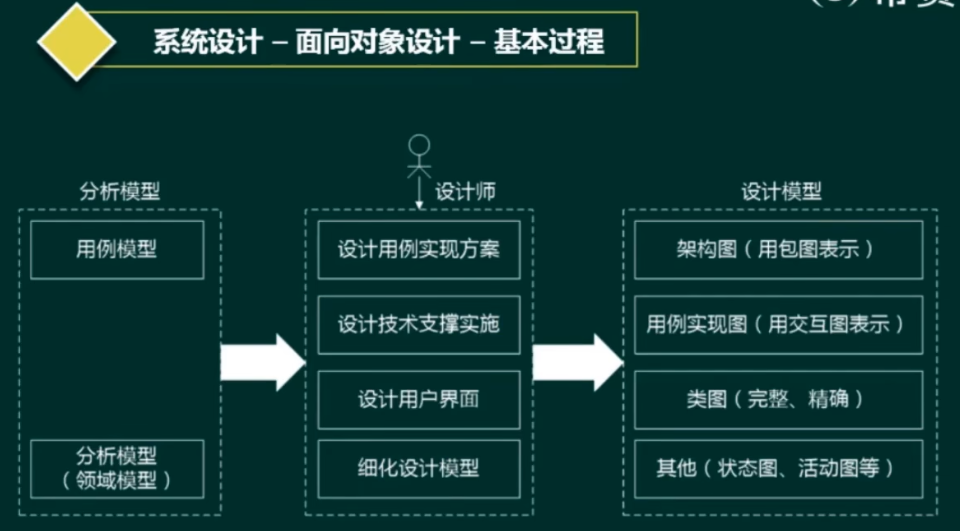 系统设计 – 面向对象设计 – 基本过程
分析模型
用例模型
分析模型
（领域模型）
设计师
设计用例实现方案
设计技术支撑实施
设计用户界面
细化设计模型
设计模型
架构图（用包图表示）
用例实现图（用交互图表示）
类图（完整、精确）
其他（状态图、活动图等）